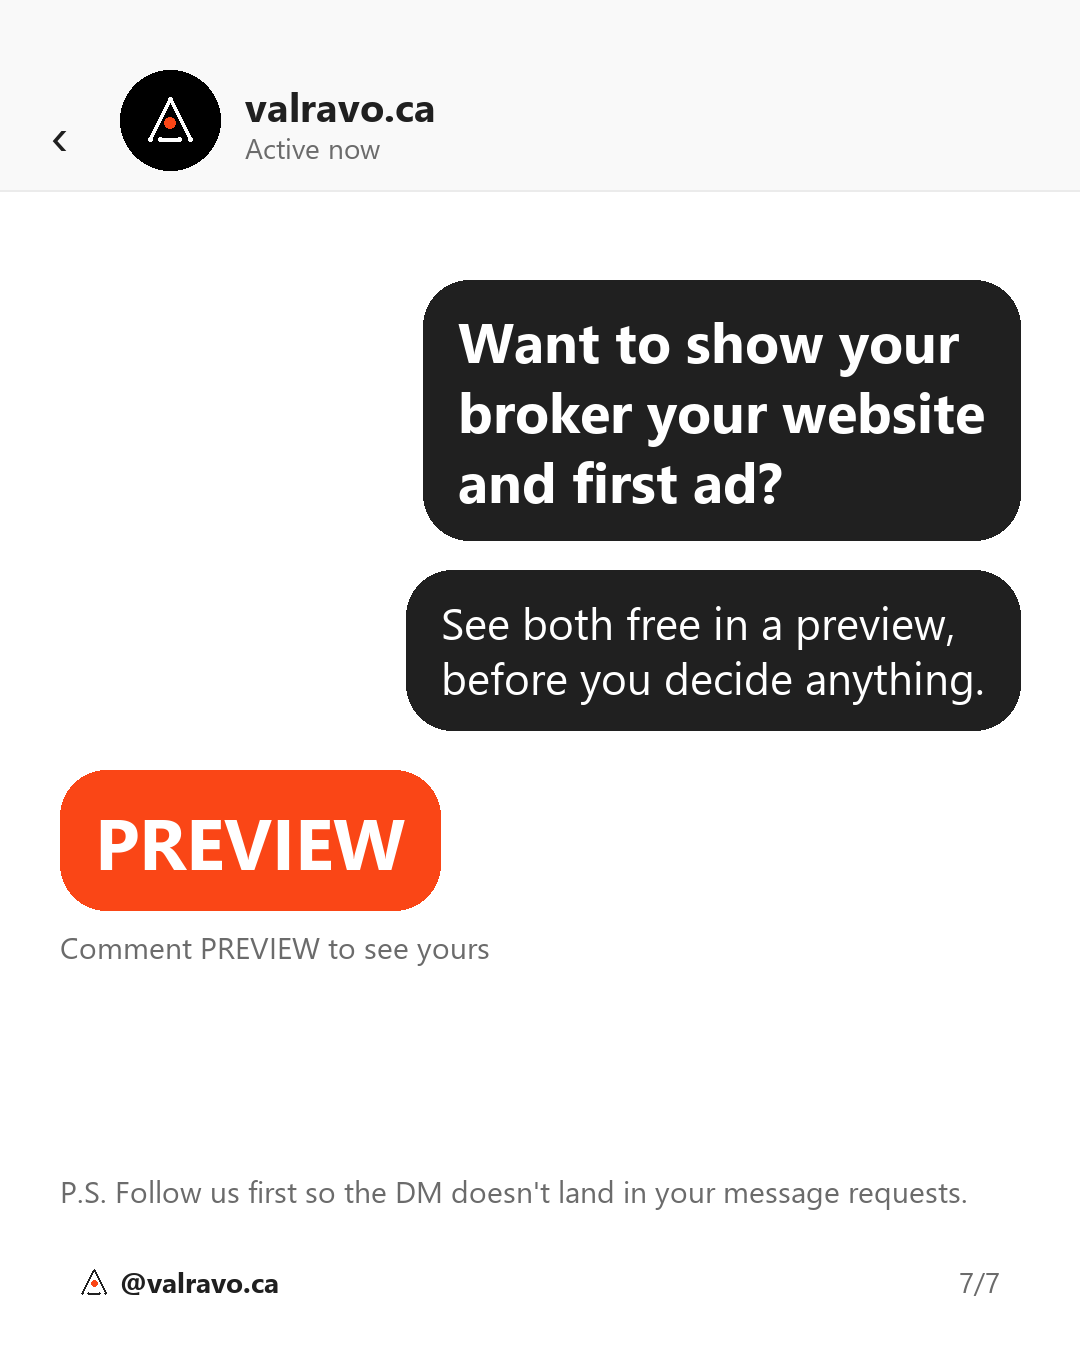 ‹
valravo.ca
Active now
Want to show your
broker your website
and first ad?
See both free in a preview,
before you decide anything.
PREVIEW
Comment PREVIEW to see yours
P.S. Follow us first so the DM doesn't land in your message requests.
@valravo.ca
7/7